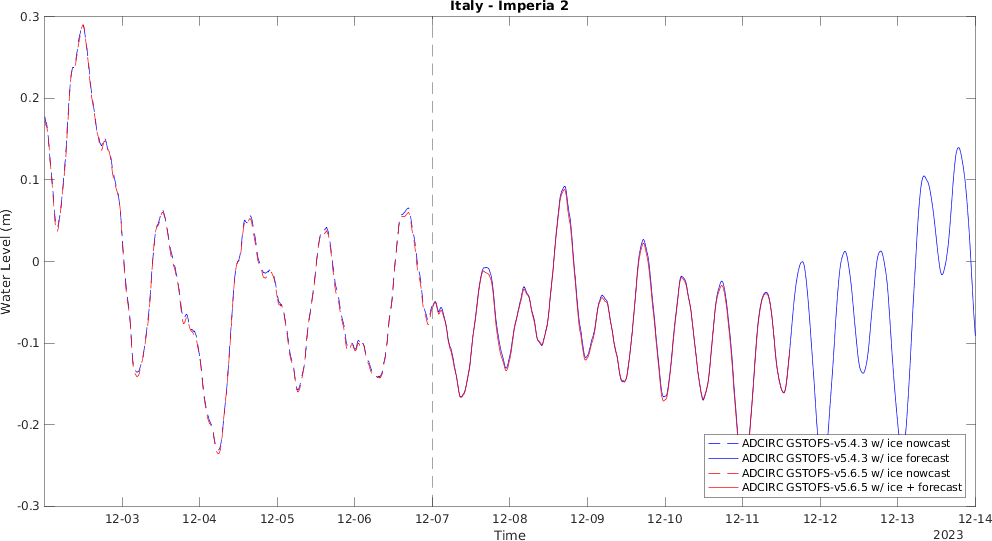 Italy - Imperia 2
Water Level (m)
0.3
0.2
0.1
0
-0.1
-0.2
-0.3
ADCIRC GSTOFS-v5.4.3 w/ ice nowcast
ADCIRC GSTOFS-v5.4.3 w/ ice forecast
ADCIRC GSTOFS-v5.6.5 w/ ice nowcast
ADCIRC GSTOFS-v5.6.5 w/ ice + forecast
12-03 12-04 12-05 12-06 12-07 12-08 12-09 12-10 12-11 12-12 12-13 12-14
Time
2023